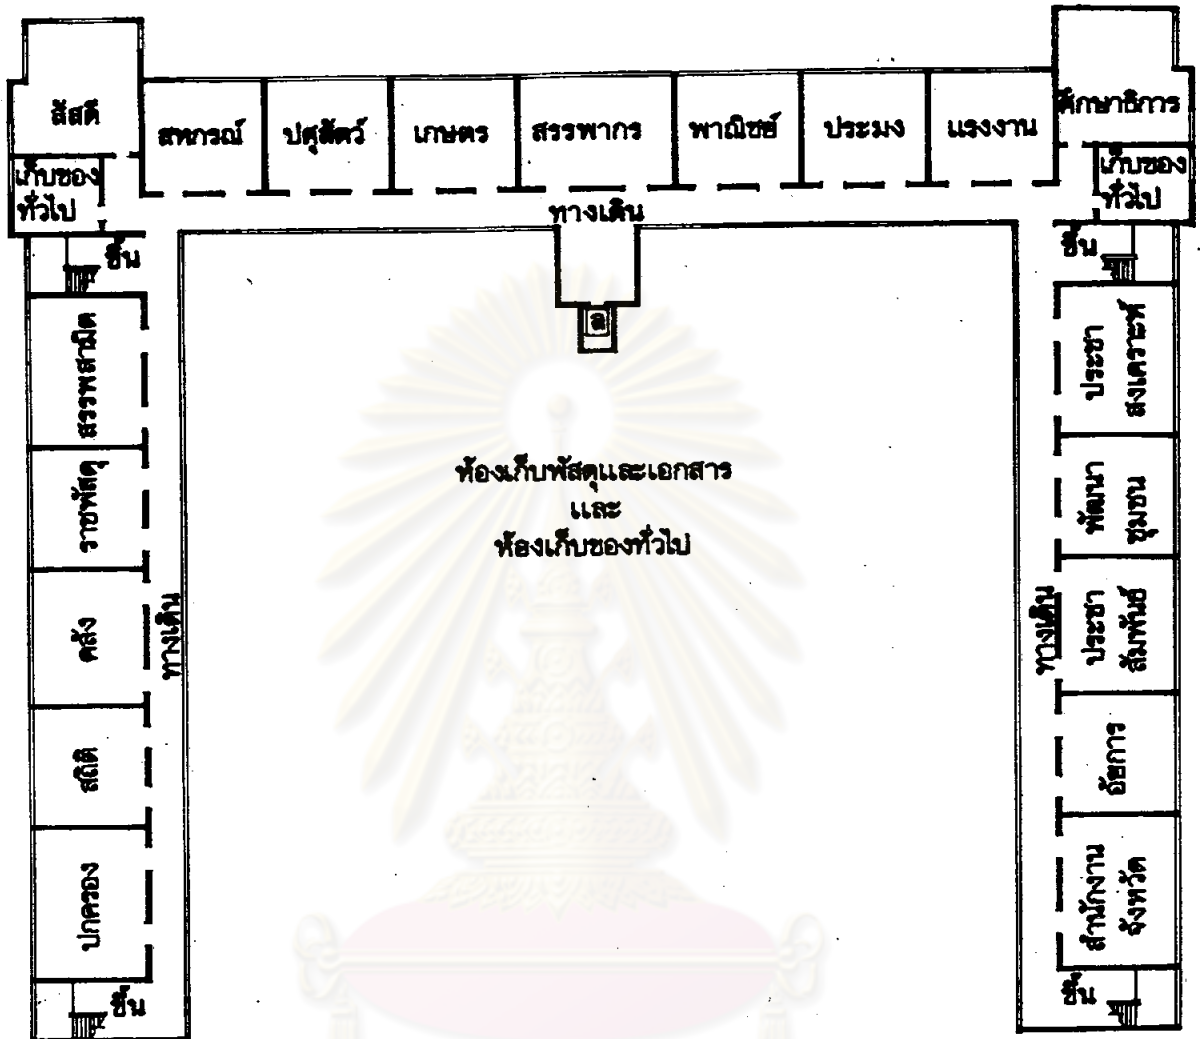 สัสดี
สหกรณ์
ปศุสัตว์
เกษตร
สรรพากร
พาณิชย์
ประมง
แรงงาน
ศึกษาธิการ
เก็บของ
ทั่วไป
เก็บของ
ทั่วไป
ทางเดิน
ขึ้น
ขึ้น
ล
สรรพสามิต
ราชพัสดุ
คลัง
สถิติ
ปกครอง
ทางเดิน
ห้องเก็บพัสดุและเอกสาร
และ
ห้องเก็บของทั่วไป
ทางเดิน
ประชา
สงเคราะห์
พัฒนา
ชุมชน
ประชา
สัมพันธ์
อัยการ
สำนักงาน
จังหวัด
ขึ้น
ขึ้น